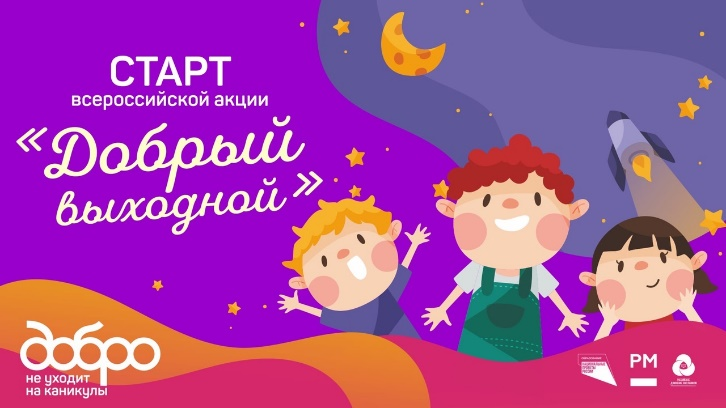 СТАРТ
всероссийской акции
«Добрый
выходной»
добро
не уходит
на каникулы
РМ